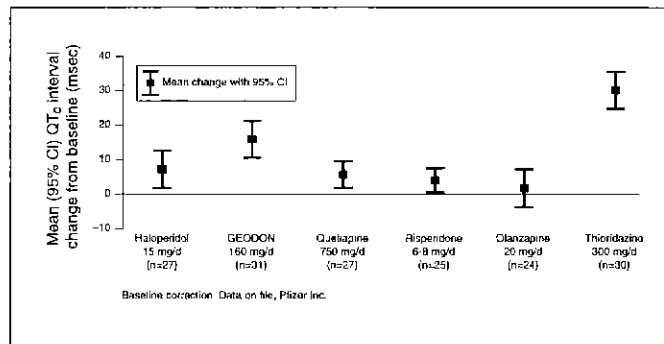 Mean (95% CI) QTc interval
change from baseline (msec)
40
30
20
10
0
−10
Mean change with 95% CI
Haloperidol
15 mg/d
(n=27)
GEODON
160 mg/d
(n=31)
Quetiapine
750 mg/d
(n=27)
Risperidone
6-8 mg/d
(n=25)
Olanzapine
20 mg/d
(n=24)
Thioridazine
300 mg/d
(n=30)
Baseline correction. Data on file, Pfizer Inc.